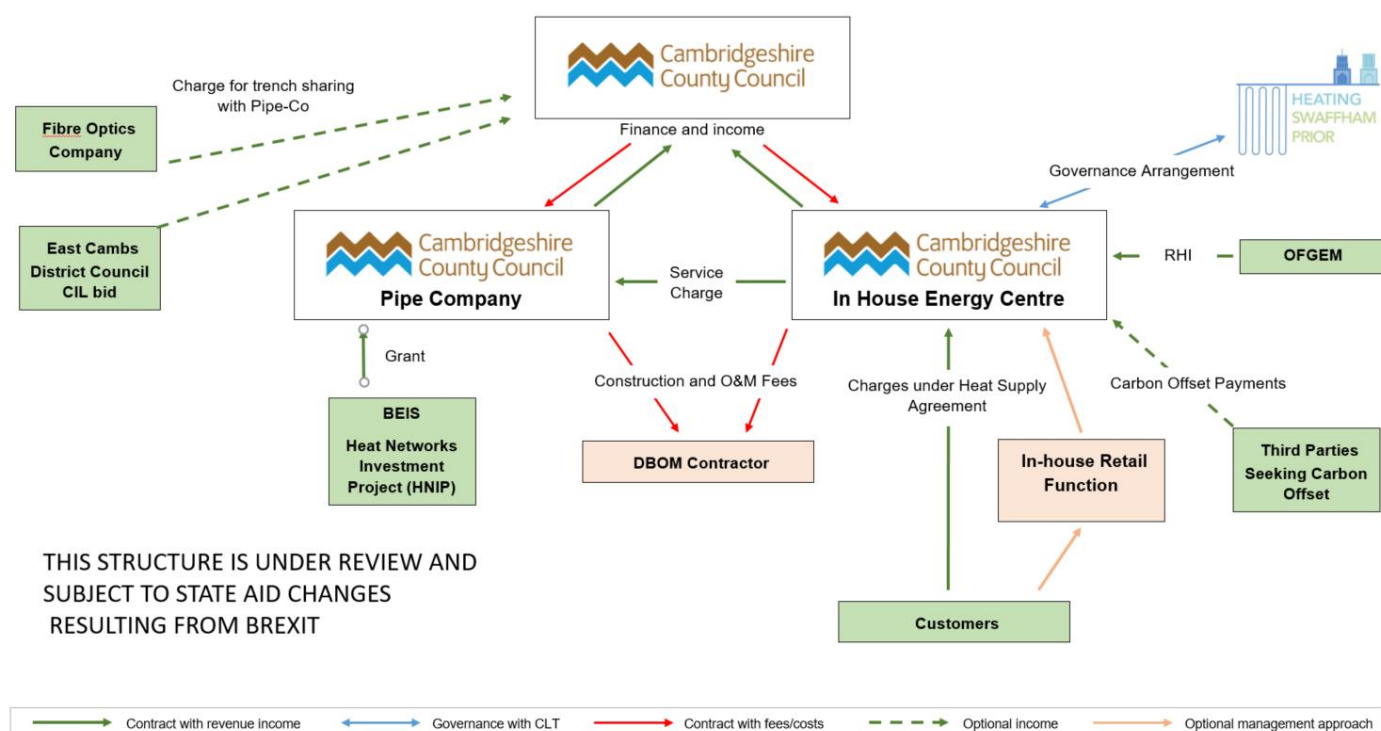 Cambridgeshire
County Council
Charge for trench sharing
with Pipe-Co
Fibre Optics
Company
Finance and income
HEATING
SWAFFHAM
PRIOR
Governance Arrangement
East Cambs
District Council
CIL bid
Cambridgeshire
County Council
Pipe Company
Service
Charge
Cambridgeshire
County Council
In House Energy Centre
RHI
OFGEM
Grant
Construction and O&M Fees
Charges under Heat Supply
Agreement
Carbon Offset Payments
BEIS
Heat Networks
Investment
Project (HNIP)
DBOM Contractor
In-house Retail
Function
Third Parties
Seeking Carbon
Offset
THIS STRUCTURE IS UNDER REVIEW AND
SUBJECT TO STATE AID CHANGES
RESULTING FROM BREXIT
Customers
Contract with revenue income
Governance with CLT
Contract with fees/costs
Optional income
Optional management approach